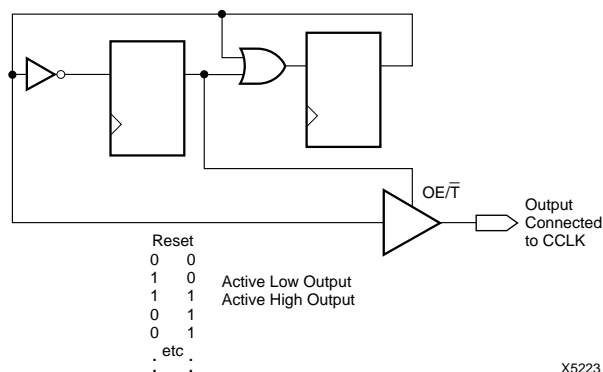 OE/T̅
Output
Connected
to CCLK
Reset
0 0
1 0
1 1
0 0
0 1
etc
. .
. .
Active Low Output
Active High Output
X5223